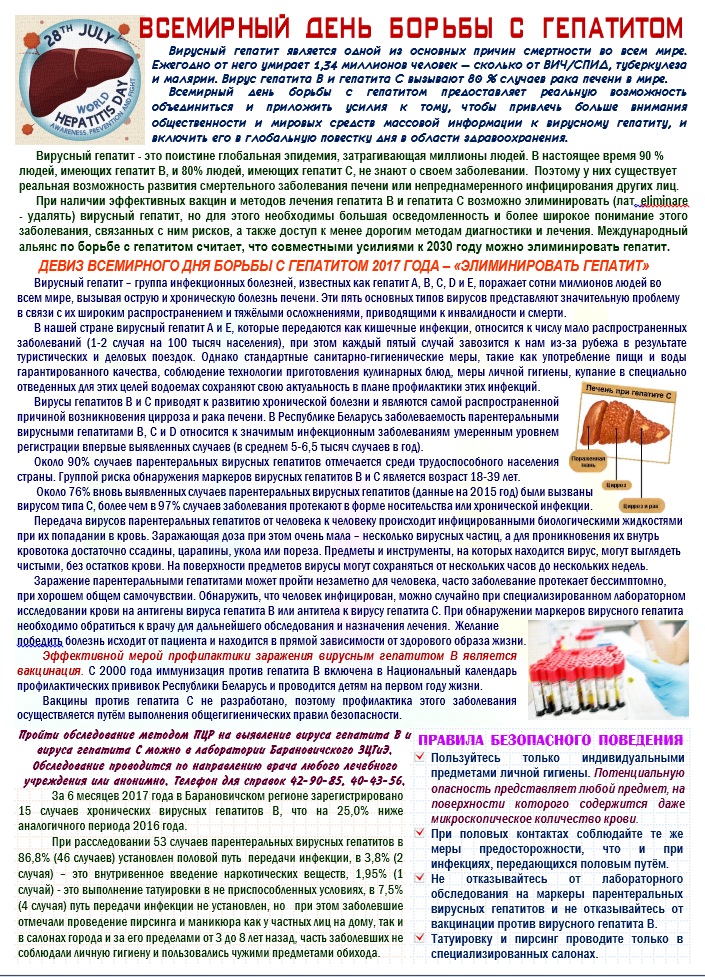 28TH JULY
WORLD
HEPATITIS DAY
AWARENESS, PREVENTION AND FIGHT
ВСЕМИРНЫЙ ДЕНЬ БОРЬБЫ С ГЕПАТИТОМ
Вирусный гепатит является одной из основных причин смертности во всем мире.
Ежегодно от него умирает 1,34 миллионов человек – сколько от ВИЧ/СПИД, туберкулеза
и малярии. Вирус гепатита В и гепатита С вызывают 80 % случаев рака печени в мире.
Всемирный день борьбы с гепатитом предоставляет реальную возможность
объединиться и приложить усилия к тому, чтобы привлечь больше внимания
общественности и мировых средств массовой информации к вирусному гепатиту, и
включить его в глобальную повестку дня в области здравоохранения.
Вирусный гепатит - это поистине глобальная эпидемия, затрагивающая миллионы людей. В настоящее время 90 %
людей, имеющих гепатит В, и 80% людей, имеющих гепатит С, не знают о своем заболевании. Поэтому у них существует
реальная возможность развития смертельного заболевания печени или непреднамеренного инфицирования других лиц.
При наличии эффективных вакцин и методов лечения гепатита В и гепатита С возможно элиминировать (лат. eliminare
- удалять) вирусный гепатит, но для этого необходимы большая осведомленность и более широкое понимание этого
заболевания, связанных с ним рисков, а также доступ к менее дорогим методам диагностики и лечения. Международный
альянс по борьбе с гепатитом считает, что совместными усилиями к 2030 году можно элиминировать гепатит.
ДЕВИЗ ВСЕМИРНОГО ДНЯ БОРЬБЫ С ГЕПАТИТОМ 2017 ГОДА – «ЭЛИМИНИРОВАТЬ ГЕПАТИТ»
Вирусный гепатит – группа инфекционных болезней, известных как гепатит А, В, С, D и Е, поражает сотни миллионов людей во
всем мире, вызывая острую и хроническую болезнь печени. Эти пять основных типов вирусов представляют значительную проблему
в связи с их широким распространением и тяжёлыми осложнениями, приводящими к инвалидности и смерти.
В нашей стране вирусный гепатит А и Е, которые передаются как кишечные инфекции, относится к числу мало распространенных
заболеваний (1-2 случая на 100 тысяч населения), при этом каждый пятый случай завозится к нам из-за рубежа в результате
туристических и деловых поездок. Однако стандартные санитарно-гигиенические меры, такие как употребление пищи и воды
гарантированного качества, соблюдение технологии приготовления кулинарных блюд, меры личной гигиены, купание в специально
отведенных для этих целей водоемах сохраняют свою актуальность в плане профилактики этих инфекций.
Вирусы гепатитов В и С приводят к развитию хронической болезни и являются самой распространенной
причиной возникновения цирроза и рака печени. В Республике Беларусь заболеваемость парентеральными
вирусными гепатитами В, С и D относится к значимым инфекционным заболеваниям умеренным уровнем
регистрации впервые выявленных случаев (в среднем 5-6,5 тысяч случаев в год).
Печень при гепатите С
Пораженная ткань
Цирроз
Цирроз и рак
Около 90% случаев парентеральных вирусных гепатитов отмечается среди трудоспособного населения
страны. Группой риска обнаружения маркеров вирусных гепатитов В и С является возраст 18-39 лет.
Около 76% вновь выявленных случаев парентеральных вирусных гепатитов (данные на 2015 год) были вызваны
вирусом типа С, более чем в 97% случаев заболевания протекают в форме носительства или хронической инфекции.
Передача вирусов парентеральных гепатитов от человека к человеку происходит инфицированными биологическими жидкостями
при их попадании в кровь. Заражающая доза при этом очень мала – несколько вирусных частиц, а для проникновения их внутрь
кровотока достаточно ссадины, царапины, укола или пореза. Предметы и инструменты, на которых находится вирус, могут выглядеть
чистыми, без остатков крови. На поверхности предметов вирусы могут сохраняться от нескольких часов до нескольких недель.
Заражение парентеральными гепатитами может пройти незаметно для человека, часто заболевание протекает бессимптомно,
при хорошем общем самочувствии. Обнаружить, что человек инфицирован, можно случайно при специализированном лабораторном
исследовании крови на антигены вируса гепатита В или антитела к вирусу гепатита С. При обнаружении маркеров вирусного гепатита
необходимо обратиться к врачу для дальнейшего обследования и назначения лечения. Желание
победить болезнь исходит от пациента и находится в прямой зависимости от здорового образа жизни.
Эффективной мерой профилактики заражения вирусным гепатитом В является
вакцинация. С 2000 года иммунизация против гепатита В включена в Национальный календарь
профилактических прививок Республики Беларусь и проводится детям на первом году жизни.
Вакцины против гепатита С не разработано, поэтому профилактика этого заболевания
осуществляется путём выполнения общегигиенических правил безопасности.
Пройти обследование методом ПЦР на выявление вируса гепатита В и
вируса гепатита С можно в лаборатории Барановичского ЗЦГиЭ.
Обследование проводится по направлению врача любого лечебного
учреждения или анонимно. Телефон для справок 42-90-85, 40-43-56.
За 6 месяцев 2017 года в Барановичском регионе зарегистрировано
15 случаев хронических вирусных гепатитов В, что на 25,0% ниже
аналогичного периода 2016 года.
При расследовании 53 случаев парентеральных вирусных гепатитов в
86,8% (46 случаев) установлен половой путь передачи инфекции, в 3,8% (2
случая) – это внутривенное введение наркотических веществ, 1,95% (1
случай) - это выполнение татуировки в не приспособленных условиях, в 7,5%
(4 случая) путь передачи инфекции не установлен, но при этом заболевшие
отмечали проведение пирсинга и маникюра как у частных лиц на дому, так и
в салонах города и за его пределами от 3 до 8 лет назад, часть заболевших не
соблюдали личную гигиену и пользовались чужими предметами обихода.
ПРАВИЛА БЕЗОПАСНОГО ПОВЕДЕНИЯ
Пользуйтесь только индивидуальными
предметами личной гигиены. Потенциальную
опасность представляет любой предмет, на
поверхности которого содержится даже
микроскопическое количество крови.
При половых контактах соблюдайте те же
меры предосторожности, что и при
инфекциях, передающихся половым путём.
Не отказывайтесь от лабораторного
обследования на маркеры парентеральных
вирусных гепатитов и не отказывайтесь от
вакцинации против вирусного гепатита В.
Татуировку и пирсинг проводите только в
специализированных салонах.